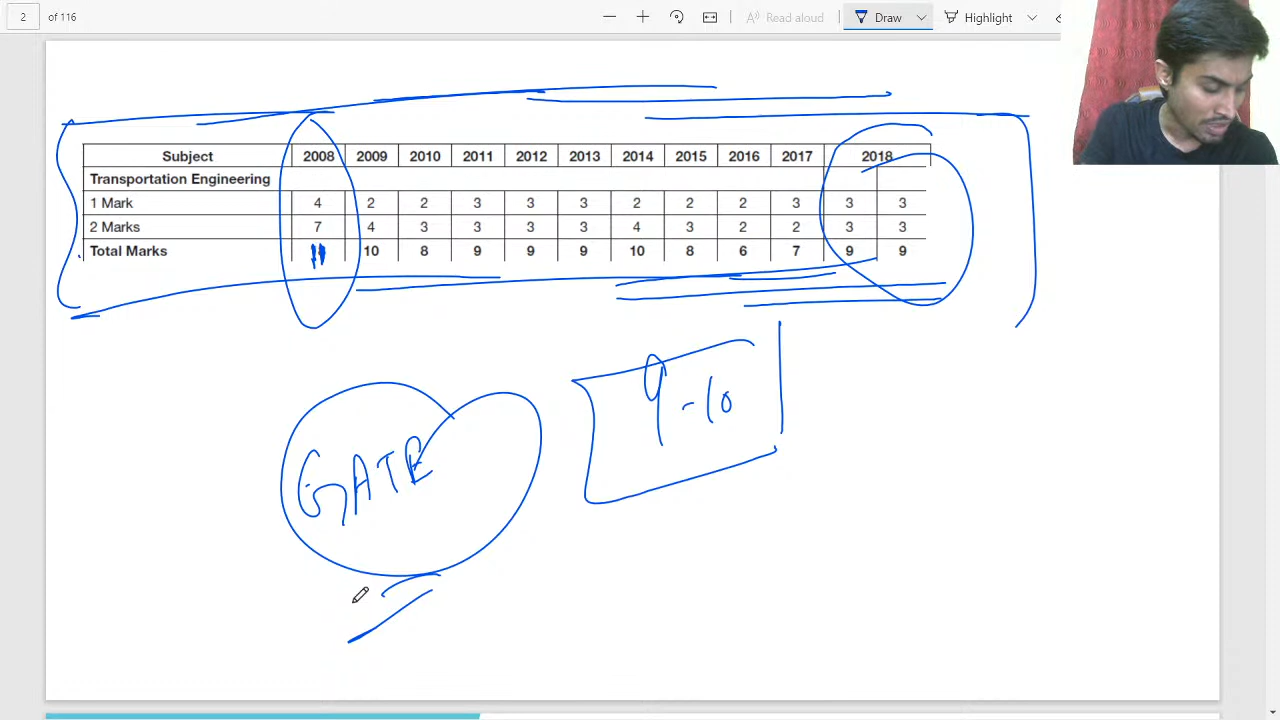 2 of 116 Read aloud Draw Highlight
Subject 2008 2009 2010 2011 2012 2013 2014 2015 2016 2017 2018
Transportation Engineering
1 Mark 4 2 2 3 3 3 2 2 2 3 3 3
2 Marks 7 4 3 3 3 3 4 3 2 2 3 3
Total Marks 11 10 8 9 9 9 10 8 6 7 9 9
9-10
GATE